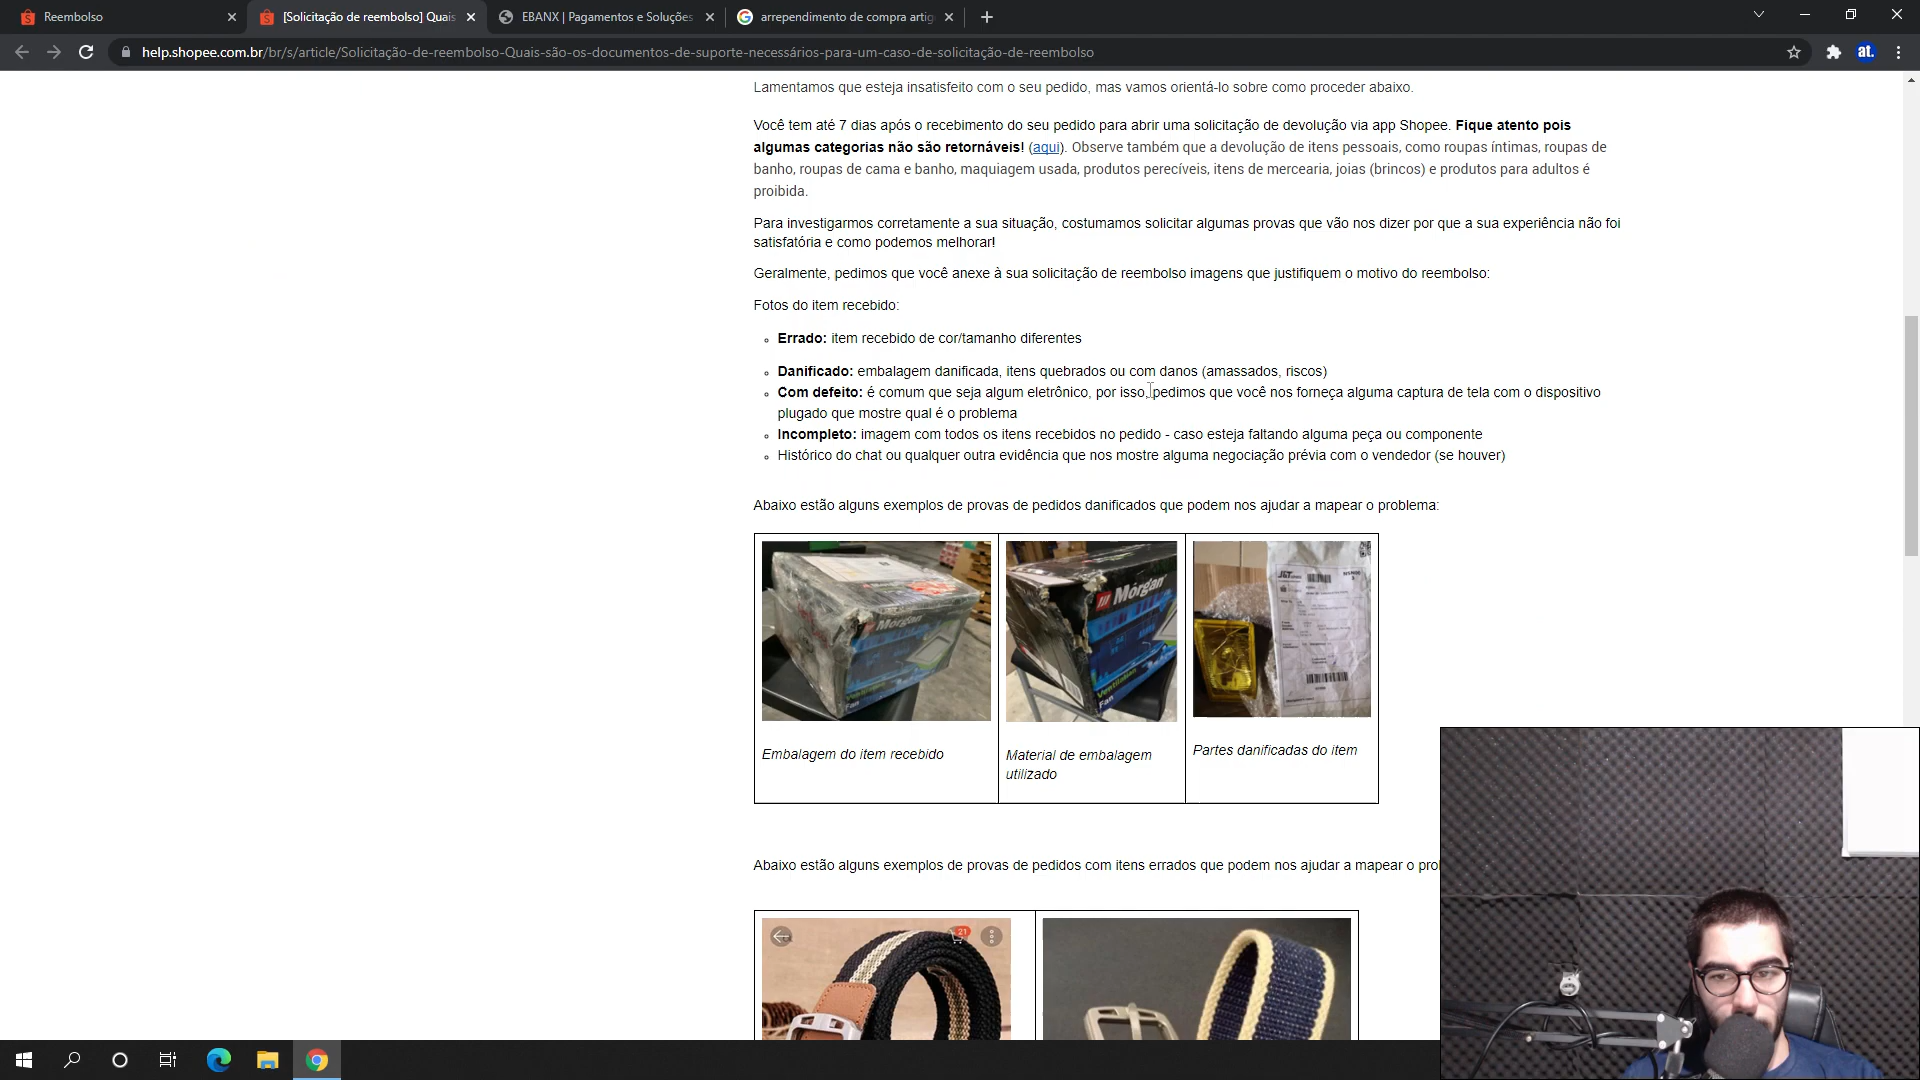 Reembolso
[Solicitação de reembolso] Quais
EBANX | Pagamentos e Soluções
arrependimento de compra artig
help.shopee.com.br/br/s/article/Solicitação-de-reembolso-Quais-são-os-documentos-de-suporte-necessários-para-um-caso-de-solicitação-de-reembolso
at.
Lamentamos que esteja insatisfeito com o seu pedido, mas vamos orientá-lo sobre como proceder abaixo.
Você tem até 7 dias após o recebimento do seu pedido para abrir uma solicitação de devolução via app Shopee. Fique atento pois
algumas categorias não são retornáveis! (aqui). Observe também que a devolução de itens pessoais, como roupas íntimas, roupas de
banho, roupas de cama e banho, maquiagem usada, produtos perecíveis, itens de mercearia, joias (brincos) e produtos para adultos é
proibida.
Para investigarmos corretamente a sua situação, costumamos solicitar algumas provas que vão nos dizer por que a sua experiência não foi
satisfatória e como podemos melhorar!
Geralmente, pedimos que você anexe à sua solicitação de reembolso imagens que justifiquem o motivo do reembolso:
Fotos do item recebido:
Errado: item recebido de cor/tamanho diferentes
Danificado: embalagem danificada, itens quebrados ou com danos (amassados, riscos)
Com defeito: é comum que seja algum eletrônico, por isso, pedimos que você nos forneça alguma captura de tela com o dispositivo
plugado que mostre qual é o problema
Incompleto: imagem com todos os itens recebidos no pedido - caso esteja faltando alguma peça ou componente
Histórico do chat ou qualquer outra evidência que nos mostre alguma negociação prévia com o vendedor (se houver)
Abaixo estão alguns exemplos de provas de pedidos danificados que podem nos ajudar a mapear o problema:
Morgan
Morgan
Ventilation
Fan
J&T
Embalagem do item recebido
Material de embalagem
utilizado
Partes danificadas do item
Abaixo estão alguns exemplos de provas de pedidos com itens errados que podem nos ajudar a mapear o prol
21